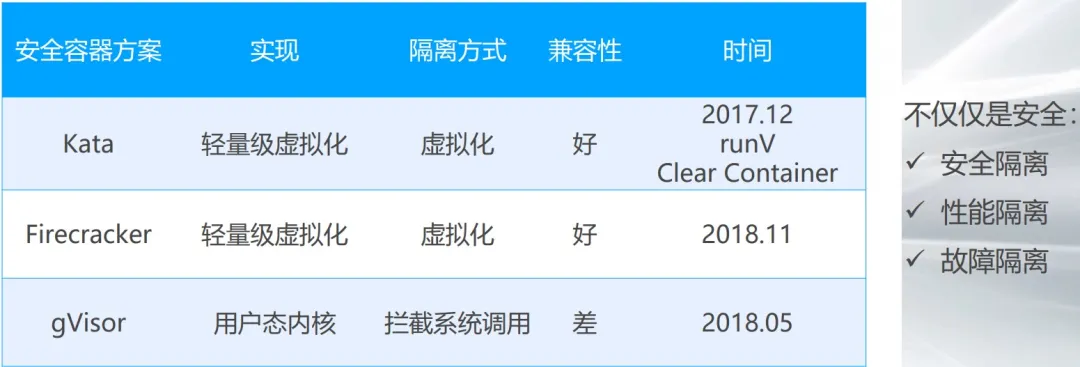 安全容器方案 实现 隔离方式 兼容性 时间
Kata 轻量级虚拟化 虚拟化 好 2017.12
runV
Clear Container
Firecracker 轻量级虚拟化 虚拟化 好 2018.11
gVisor 用户态内核 拦截系统调用 差 2018.05
不仅仅是安全：
✓ 安全隔离
✓ 性能隔离
✓ 故障隔离